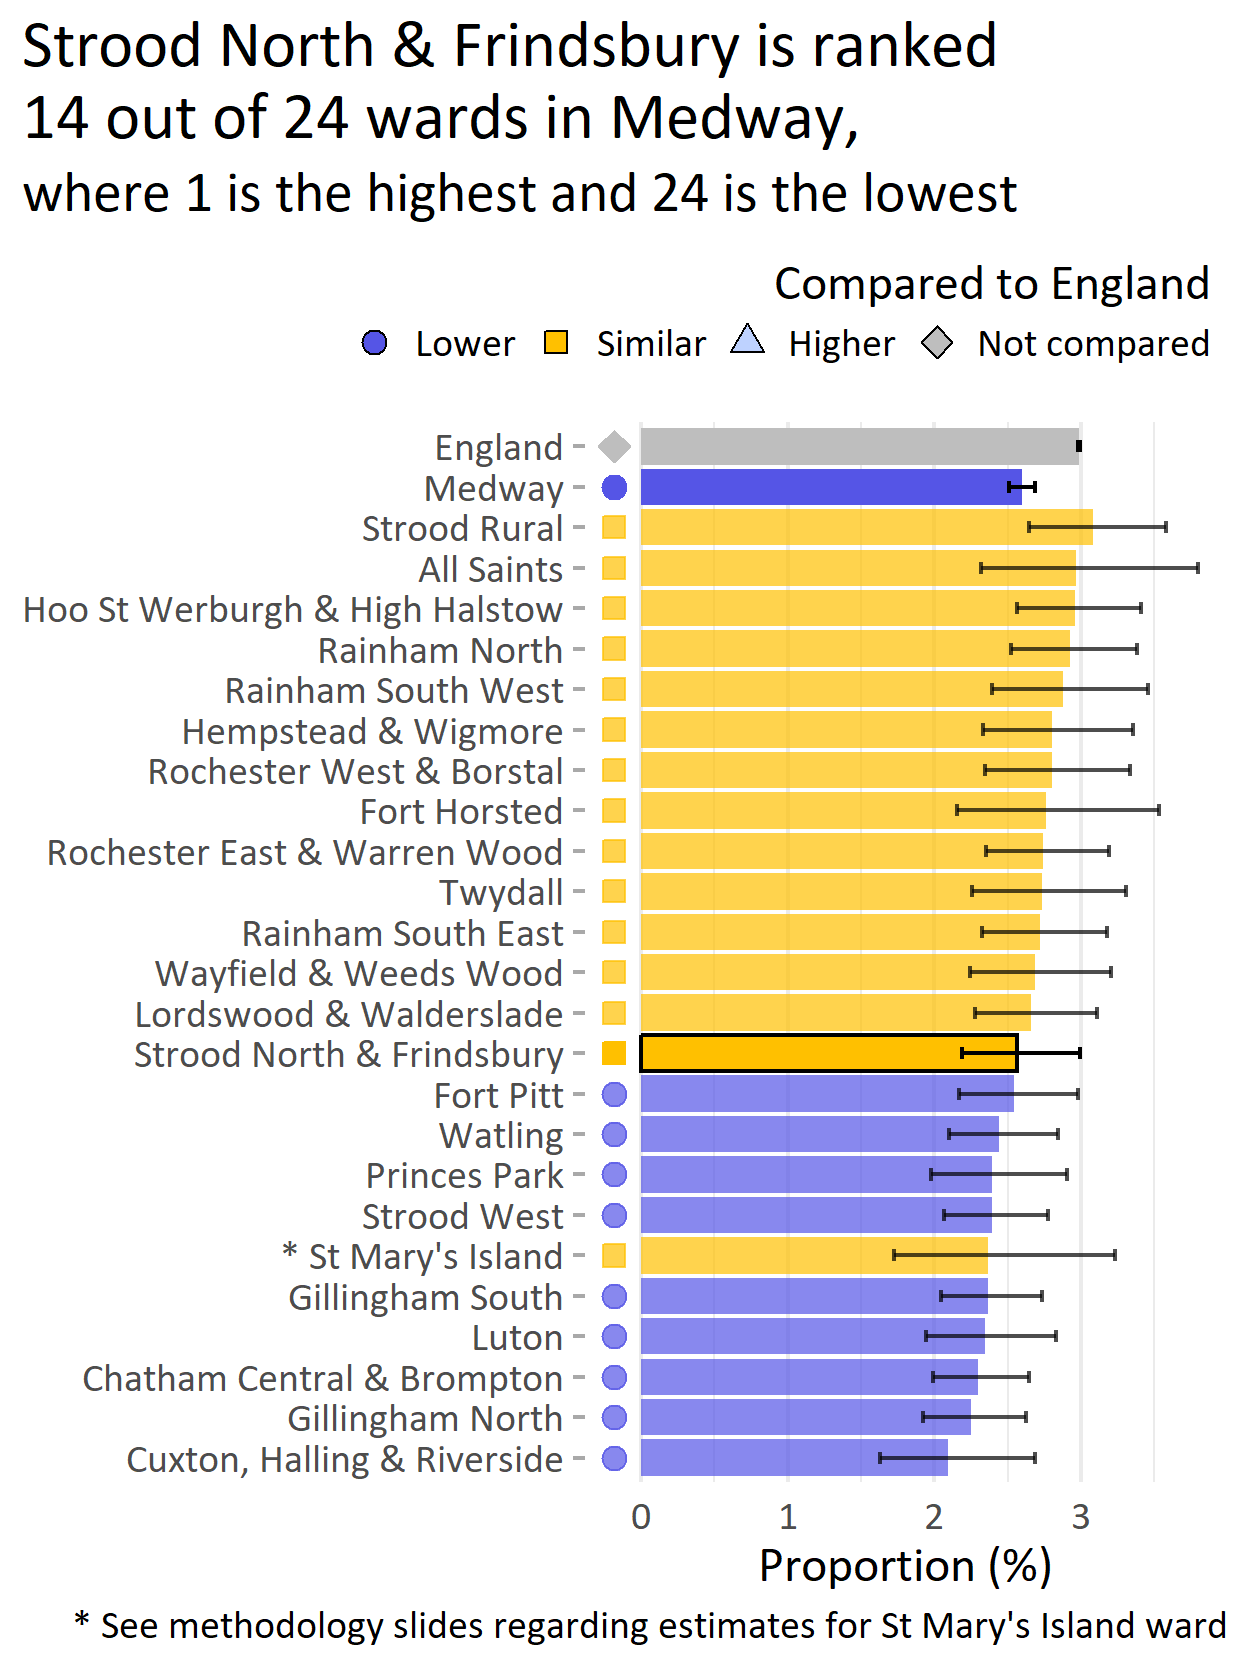 Strood North & Frindsbury is ranked
14 out of 24 wards in Medway,
where 1 is the highest and 24 is the lowest
Compared to England
Lower Similar Higher Not compared
England
Medway
Strood Rural
All Saints
Hoo St Werburgh & High Halstow
Rainham North
Rainham South West
Hempstead & Wigmore
Rochester West & Borstal
Fort Horsted
Rochester East & Warren Wood
Twydall
Rainham South East
Wayfield & Weeds Wood
Lordswood & Walderslade
Strood North & Frindsbury
Fort Pitt
Watling
Princes Park
Strood West
* St Mary's Island
Gillingham South
Luton
Chatham Central & Brompton
Gillingham North
Cuxton, Halling & Riverside
0 1 2 3
Proportion (%)
* See methodology slides regarding estimates for St Mary's Island ward